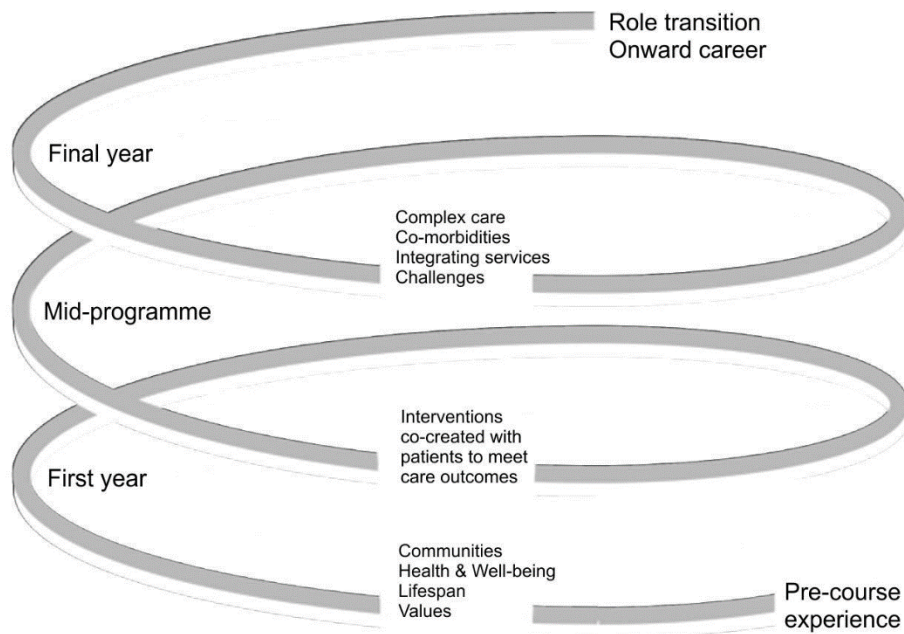 Role transition
Onward career
Final year
Complex care
Co-morbidities
Integrating services
Challenges
Mid-programme
Interventions
co-created with
patients to meet
care outcomes
First year
Communities
Health & Well-being
Lifespan
Values
Pre-course
experience